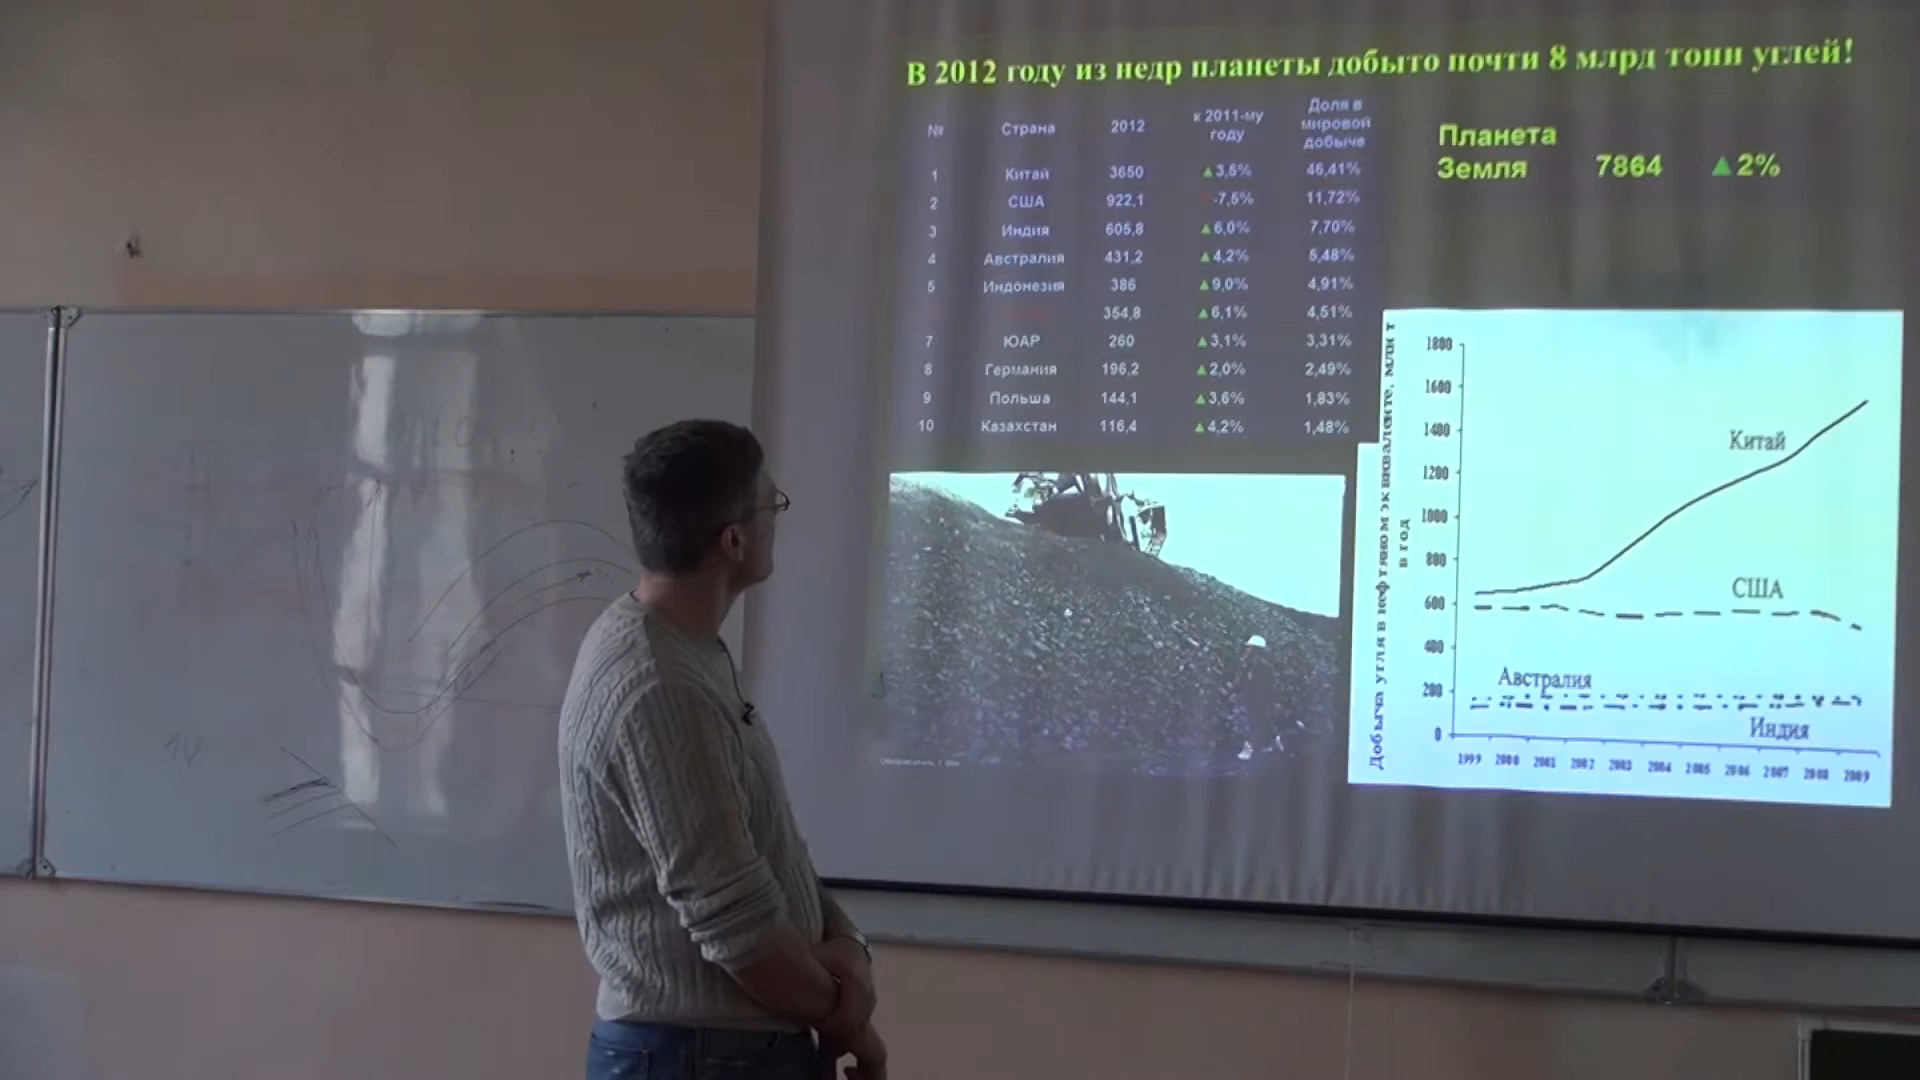 В 2012 году из недр планеты добыто почти 8 млрд тонн углей!
№ Страна 2012 к 2011-му году Доля в мировой добыче
1 Китай 3650 ▲3,5% 46,41%
2 США 922,1 -7,5% 11,72%
3 Индия 605,8 ▲6,0% 7,70%
4 Австралия 431,2 ▲4,2% 5,48%
5 Индонезия 386 ▲9,0% 4,91%
354,8 ▲6,1% 4,51%
7 ЮАР 260 ▲3,1% 3,31%
8 Германия 196,2 ▲2,0% 2,49%
9 Польша 144,1 ▲3,6% 1,83%
10 Казахстан 116,4 ▲4,2% 1,48%
Планета
Земля 7864 ▲2%
Добыча угля в нефтяном эквиваленте, млн т
в год
1800
1600
1400
1200
1000
800
600
400
200
0
Китай
США
Австралия
Индия
1999 2000 2001 2002 2003 2004 2005 2006 2007 2008 2009